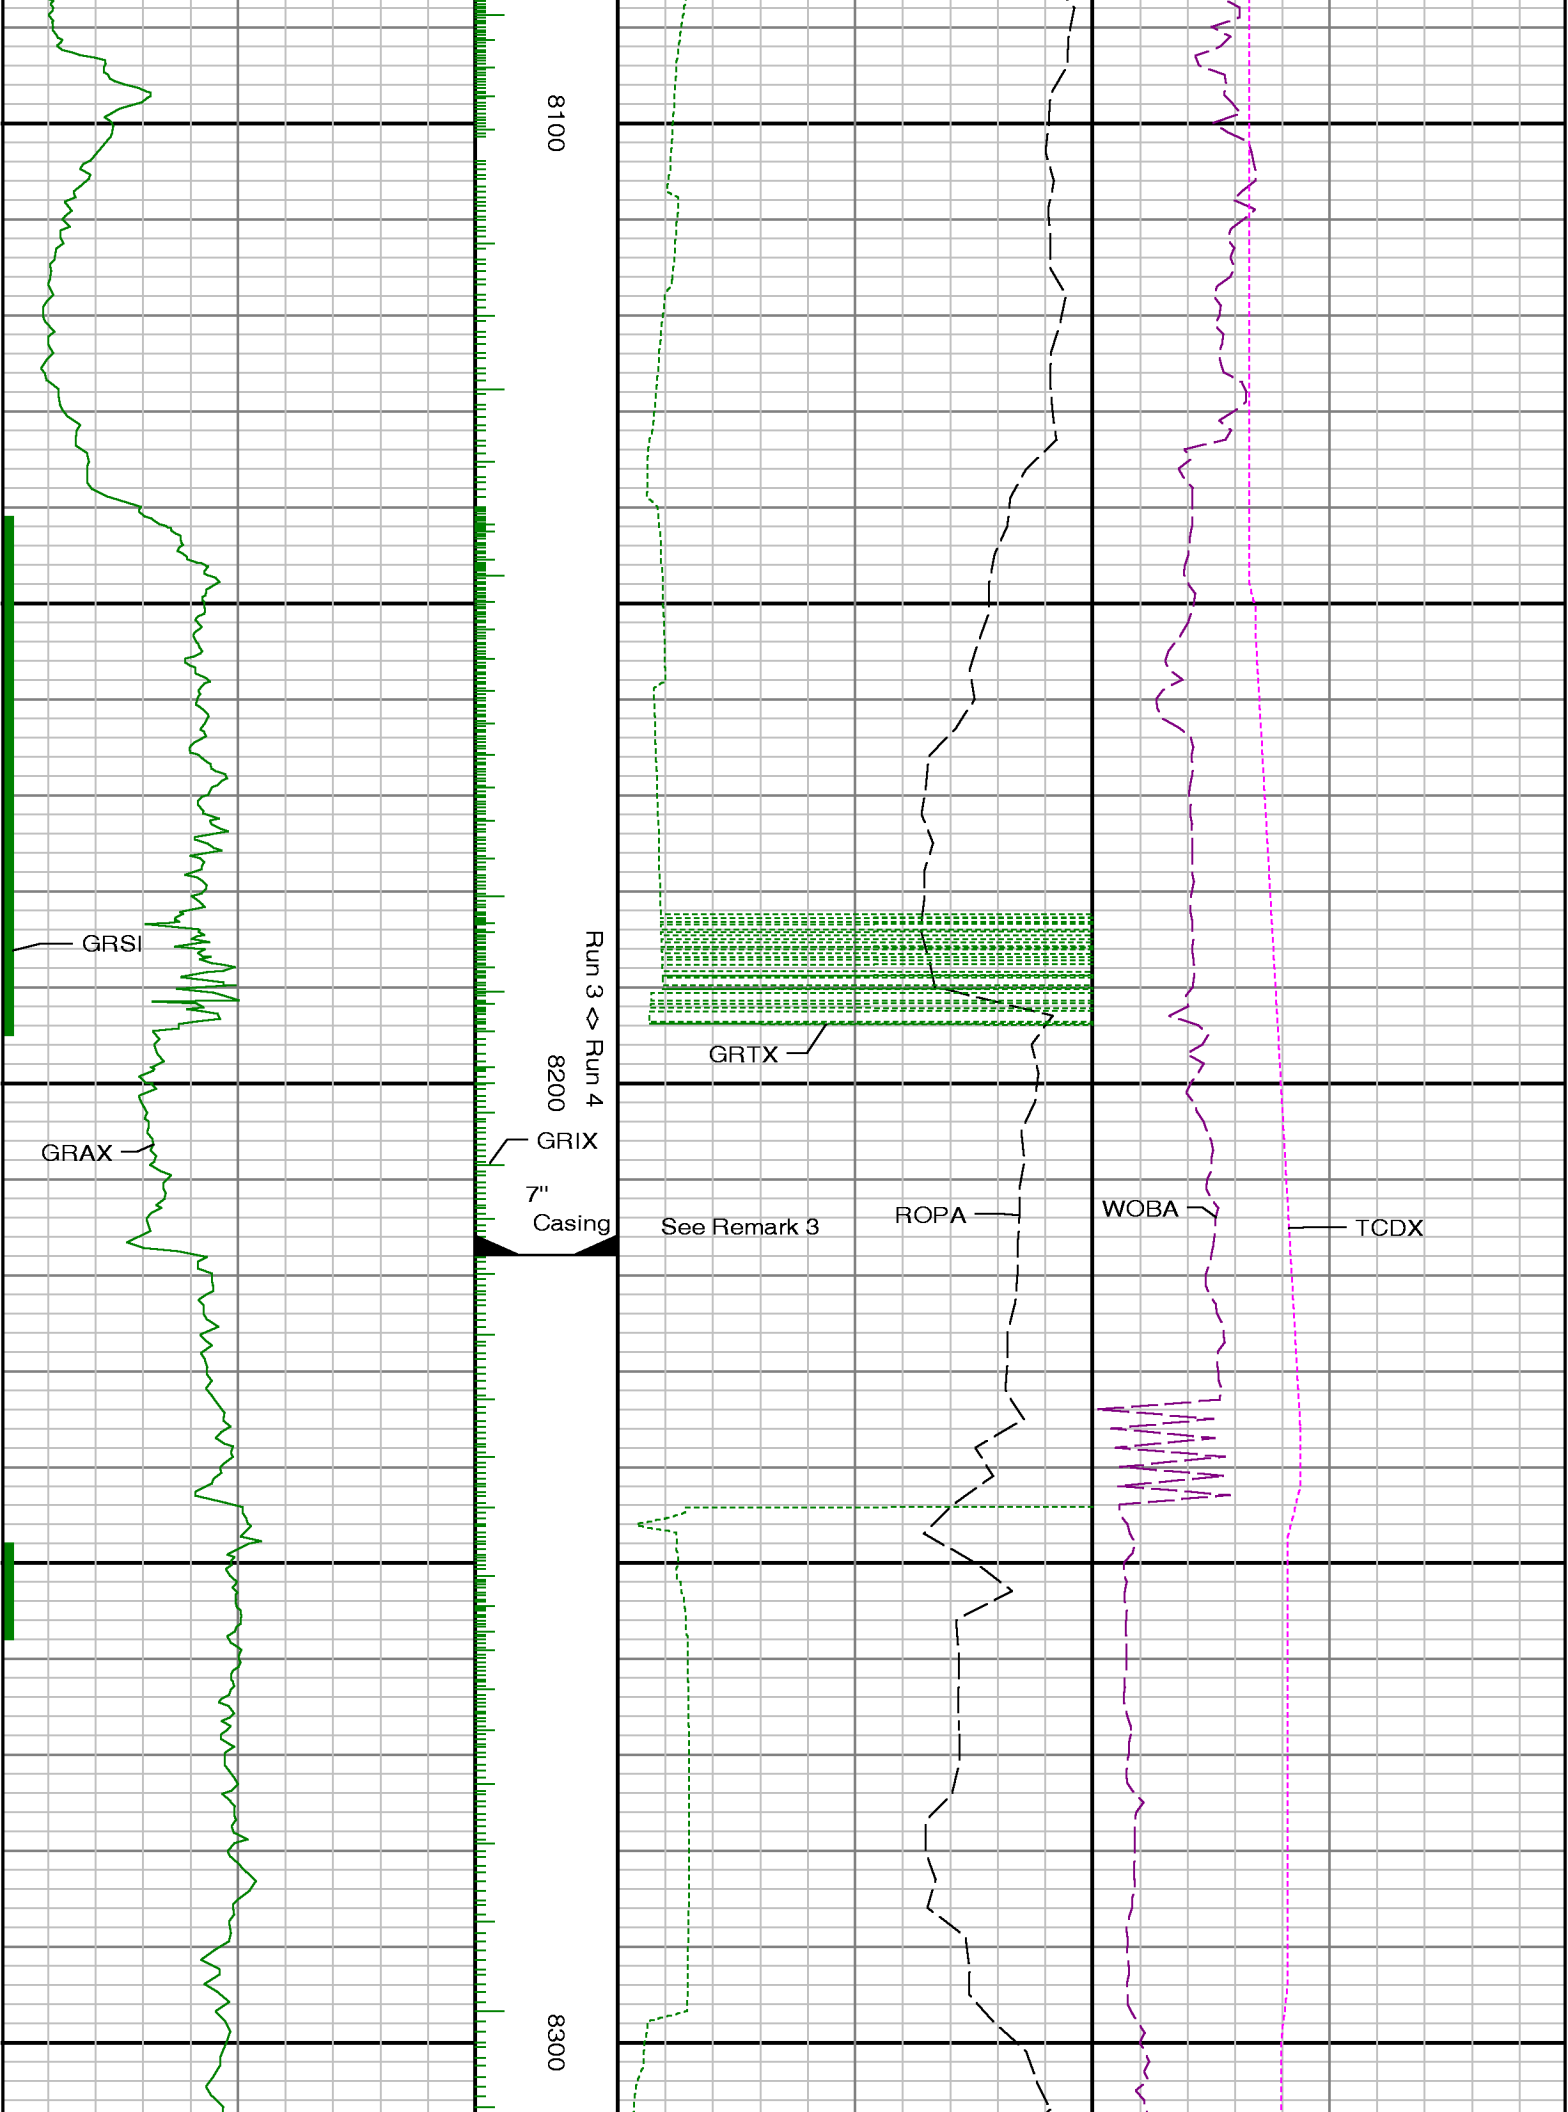 8100
GRSI
Run 3 <> Run 4
GRTX
8200
GRAX
GRIX
7"
Casing
See Remark 3
ROPA
WOBA
TCDX
8300